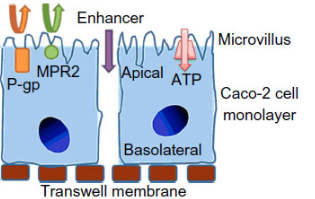 Enhancer
Microvillus
MPR2
P-gp
Apical
ATP
Caco-2 cell
monolayer
Basolateral
Transwell membrane